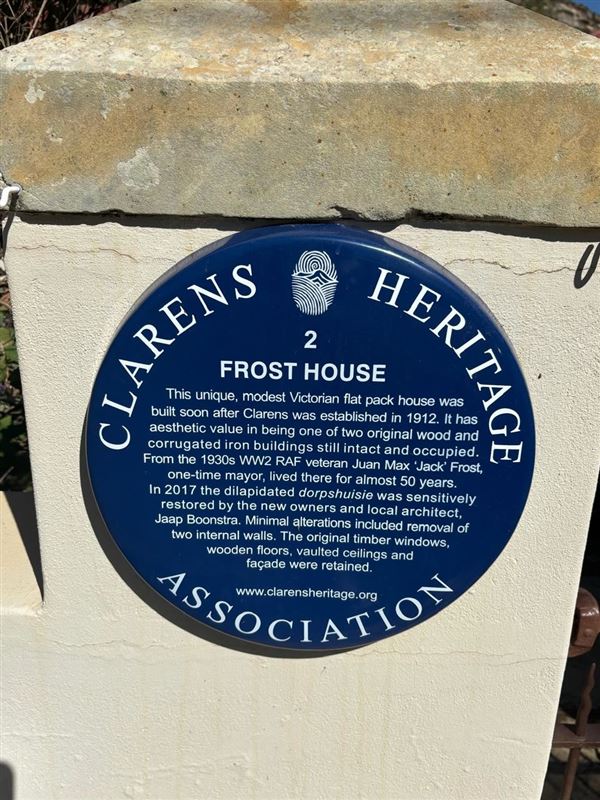 CLARENS HERITAGE
2
FROST HOUSE
This unique, modest Victorian flat pack house was
built soon after Clarens was established in 1912. It has
aesthetic value in being one of two original wood and
corrugated iron buildings still intact and occupied.
From the 1930s WW2 RAF veteran Juan Max 'Jack' Frost,
one-time mayor, lived there for almost 50 years.
In 2017 the dilapidated dorpshuisie was sensitively
restored by the new owners and local architect,
Jaap Boonstra. Minimal alterations included removal of
two internal walls. The original timber windows,
wooden floors, vaulted ceilings and
façade were retained.
www.clarensheritage.org
ASSOCIATION